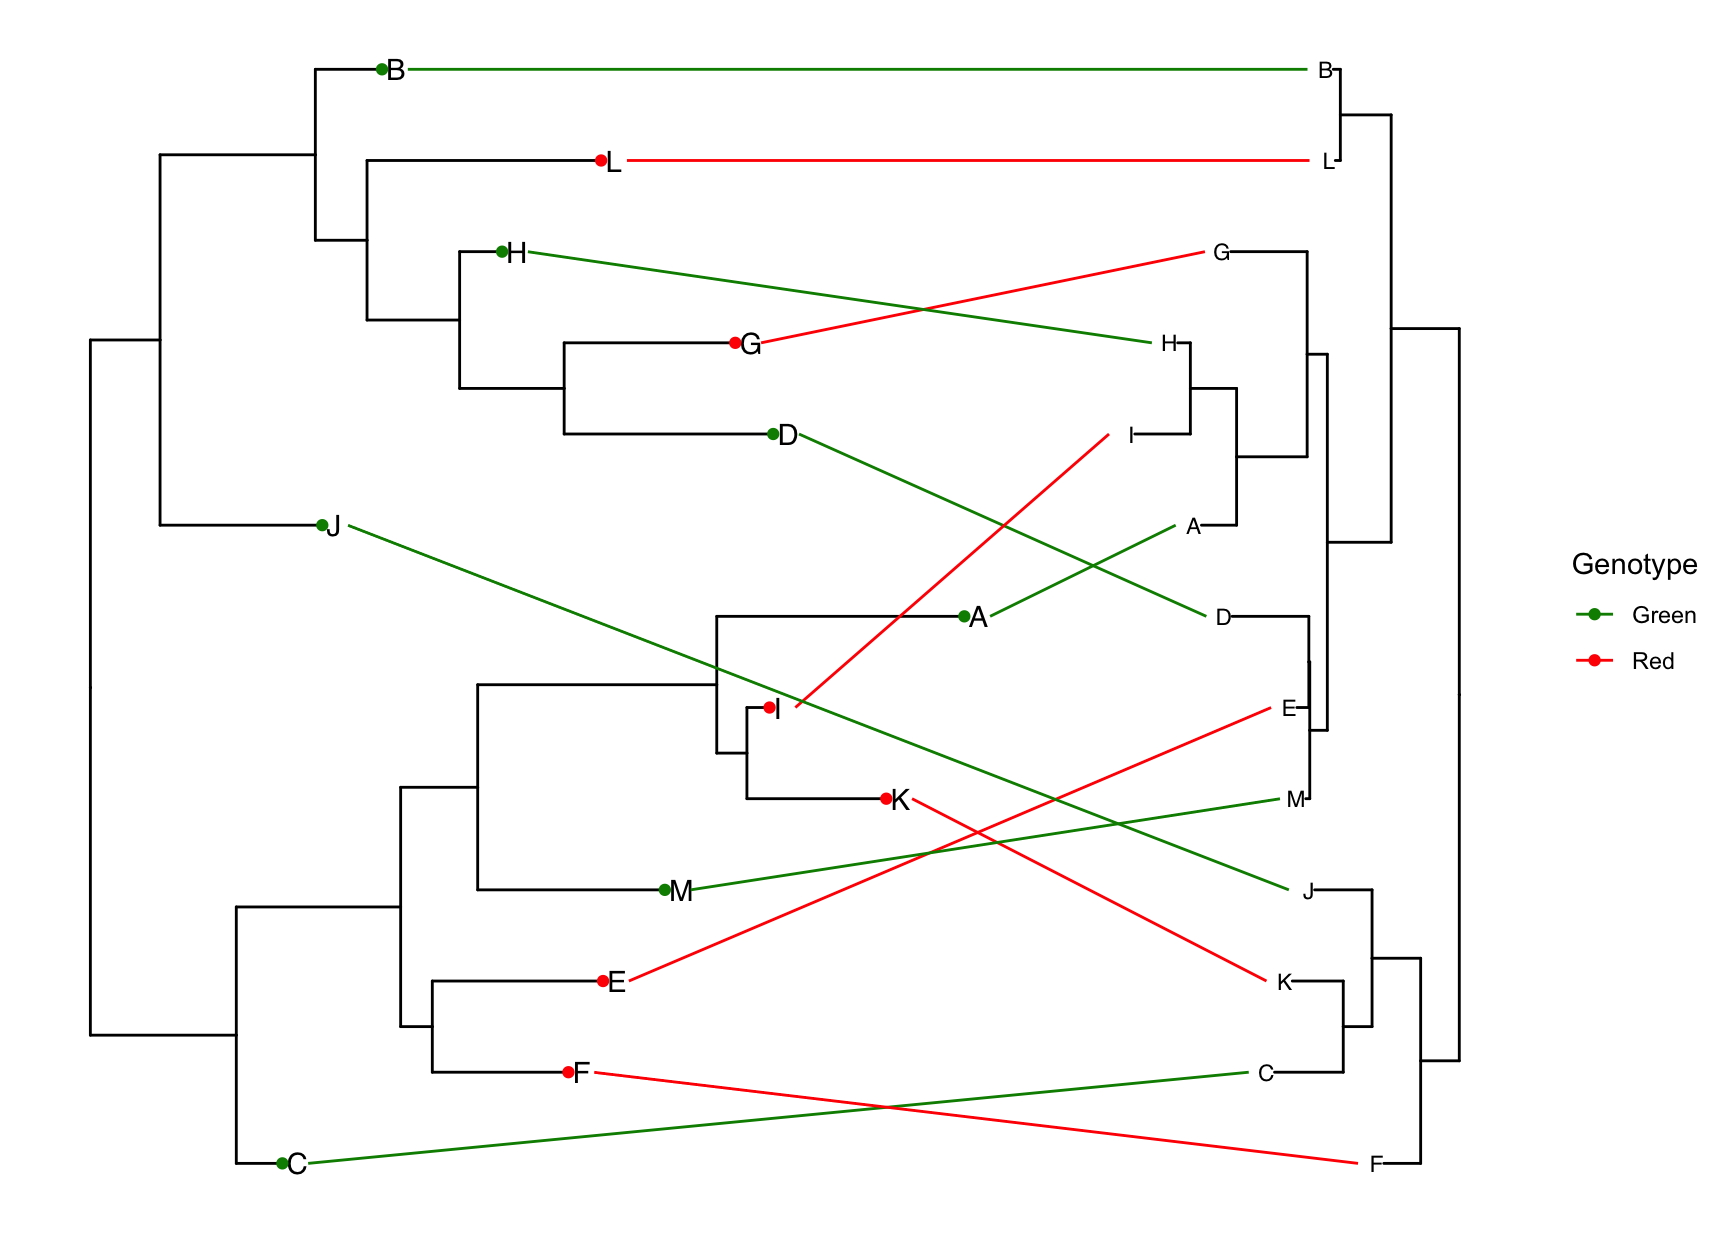 B B
L L
H G
G H
D I
J A
A D
I E
K M
M J
E K
F C
C F
Genotype
Green
Red